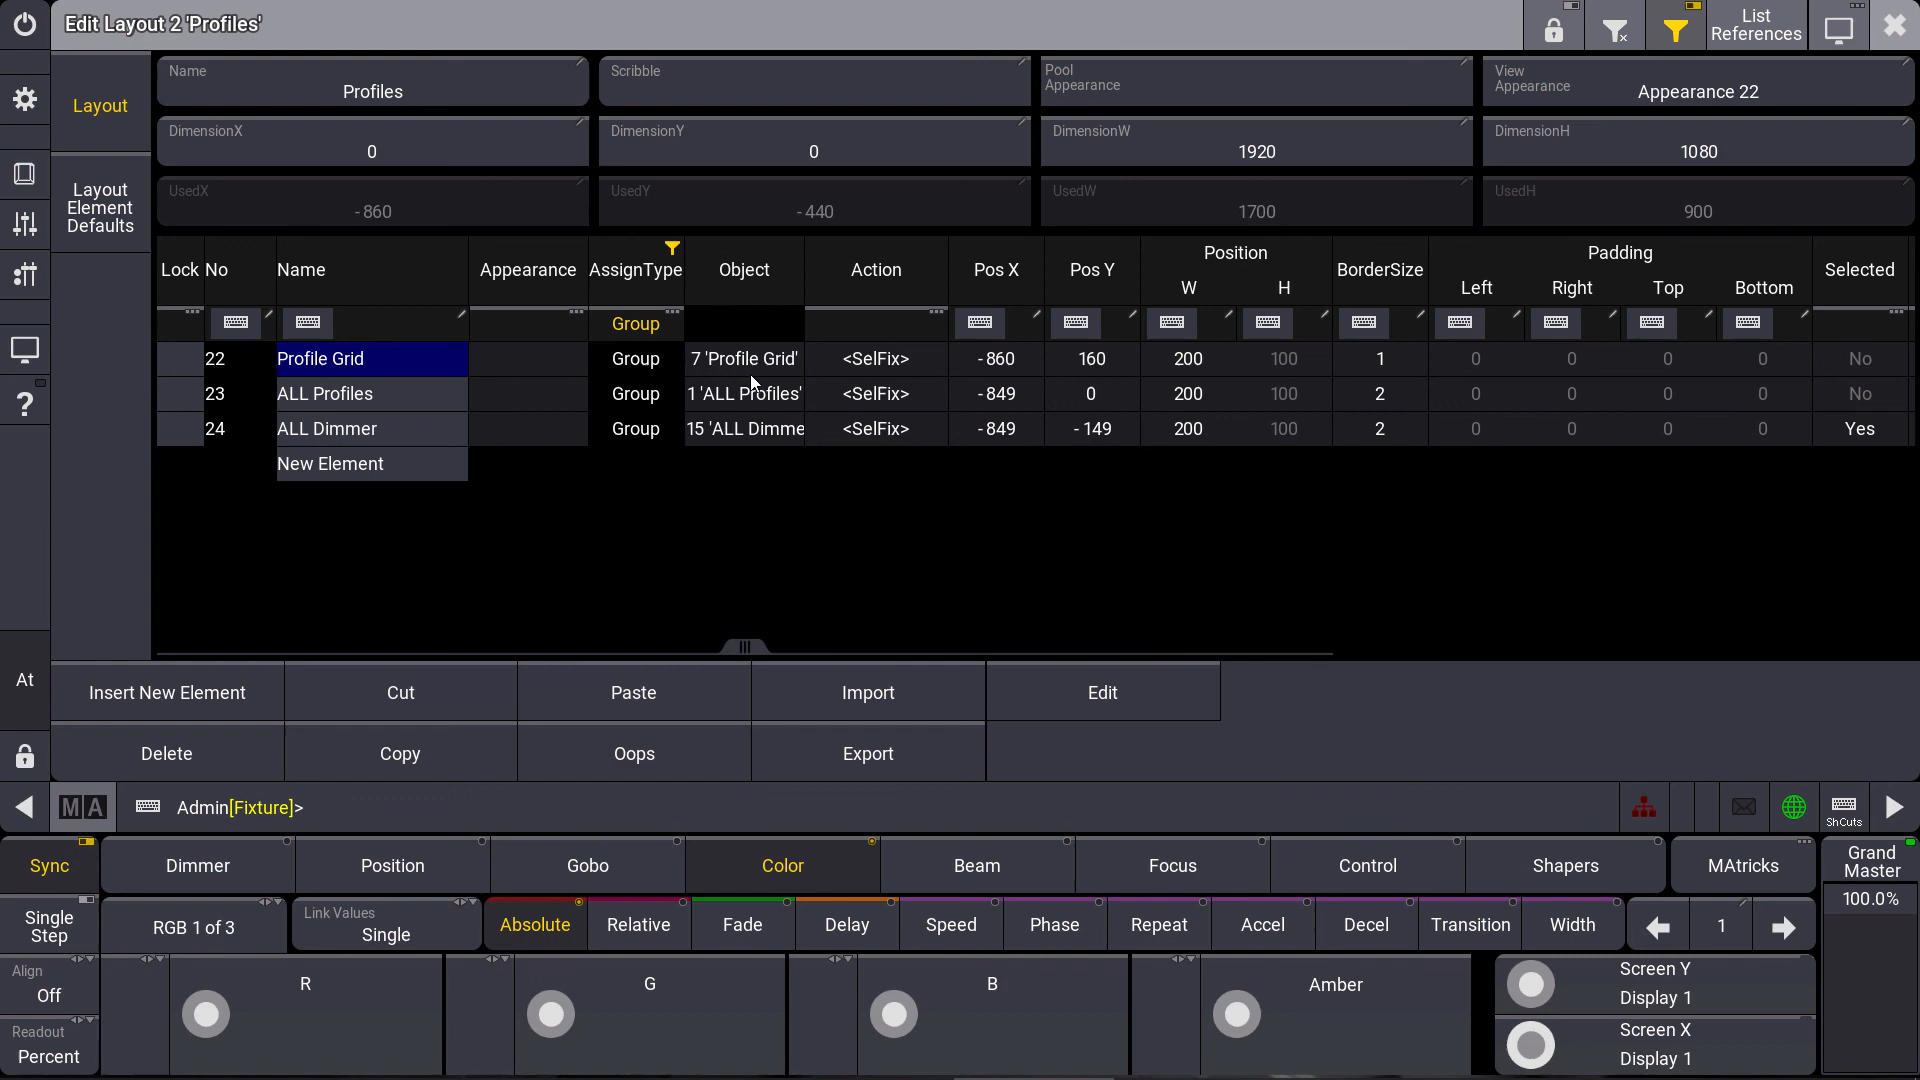 Edit Layout 2 'Profiles'
List
References
Layout
Layout
Element
Defaults
Name
Profiles
Scribble
Pool
Appearance
View
Appearance
Appearance 22
DimensionX
0
DimensionY
0
DimensionW
1920
DimensionH
1080
UsedX
-860
UsedY
-440
UsedW
1700
UsedH
900
Lock No Name Appearance AssignType Object Action Pos X Pos Y Position W H BorderSize Padding Left Right Top Bottom Selected
Group
22 Profile Grid Group 7 'Profile Grid' <SelFix> -860 160 200 100 1 0 0 0 0 No
23 ALL Profiles Group 1 'ALL Profiles' <SelFix> -849 0 200 100 2 0 0 0 0 No
24 ALL Dimmer Group 15 'ALL Dimme <SelFix> -849 -149 200 100 2 0 0 0 0 Yes
New Element
?
At
Insert New Element Cut Paste Import Edit
Delete Copy Oops Export
MA
Admin[Fixture]>
ShCuts
Sync Dimmer Position Gobo Color Beam Focus Control Shapers MAtricks
Grand
Master
100.0%
Single
Step
RGB 1 of 3
Link Values
Single
Absolute Relative Fade Delay Speed Phase Repeat Accel Decel Transition Width 1
Align
Off
Readout
Percent
R G B Amber
Screen Y
Display 1
Screen X
Display 1